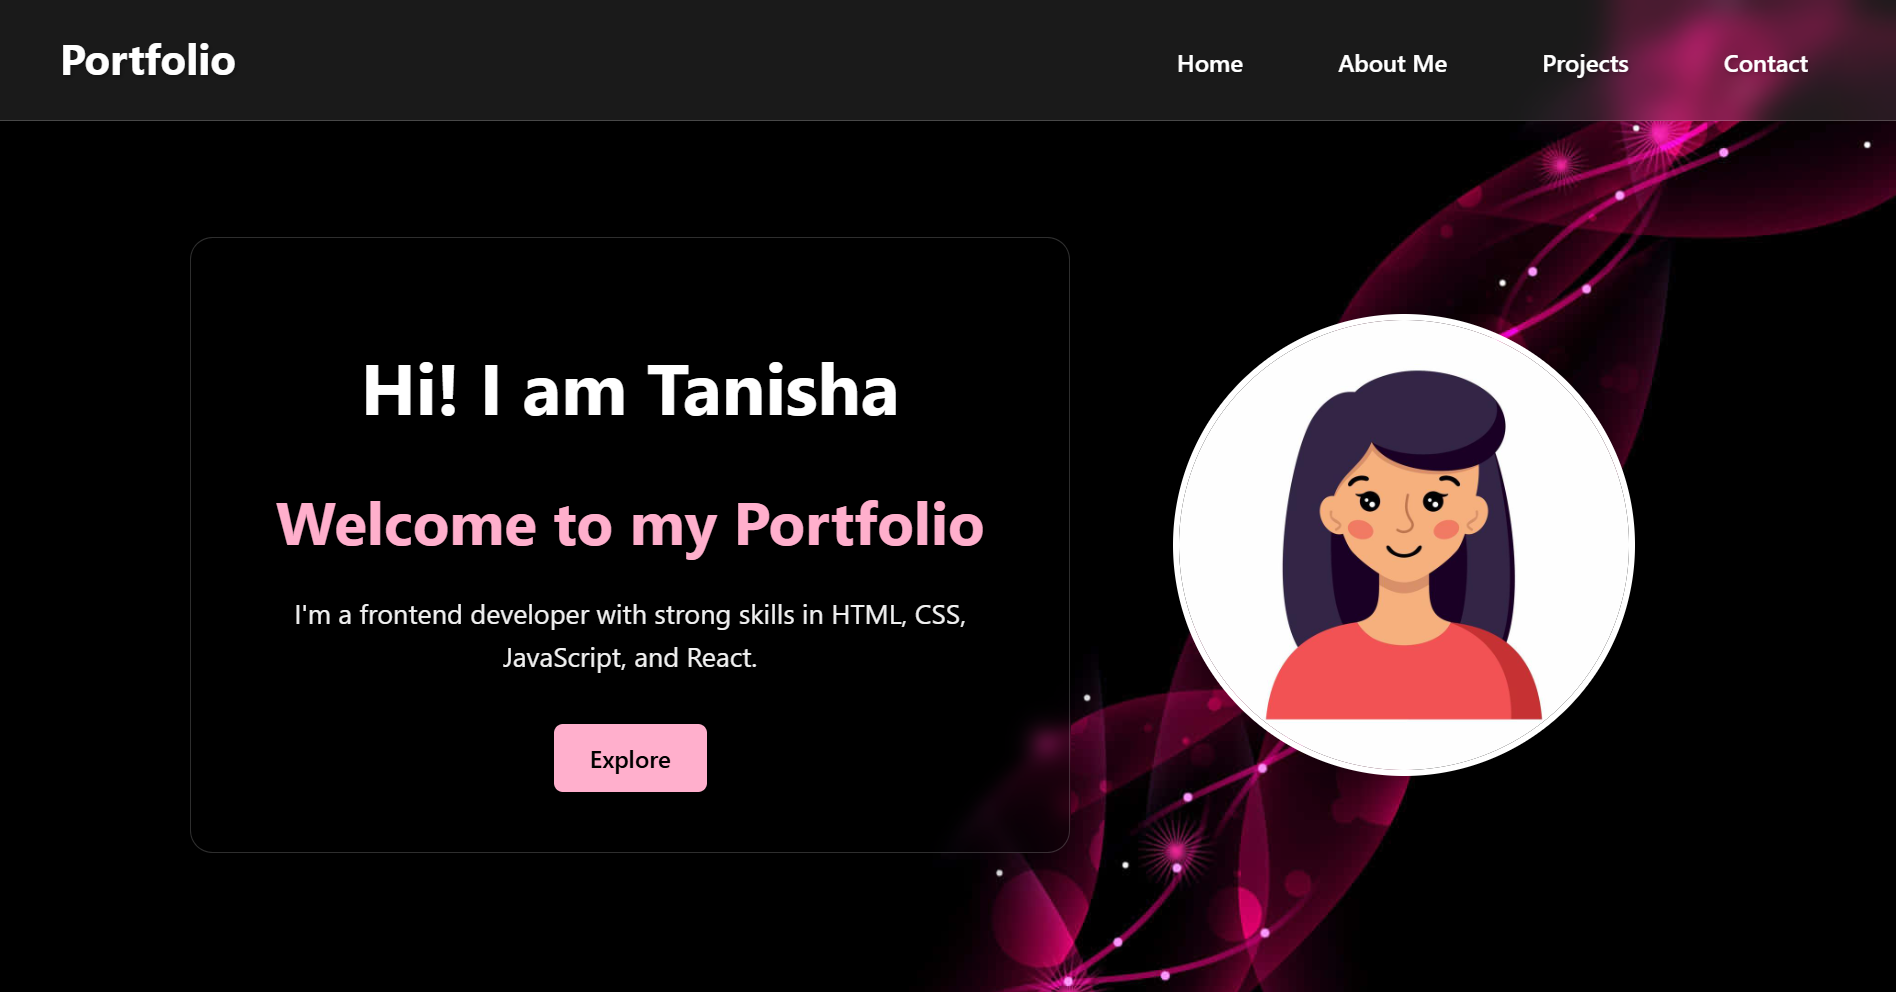 Portfolio
Home
About Me
Projects
Contact
Hi! I am Tanisha
Welcome to my Portfolio
I'm a frontend developer with strong skills in HTML, CSS,
JavaScript, and React.
Explore